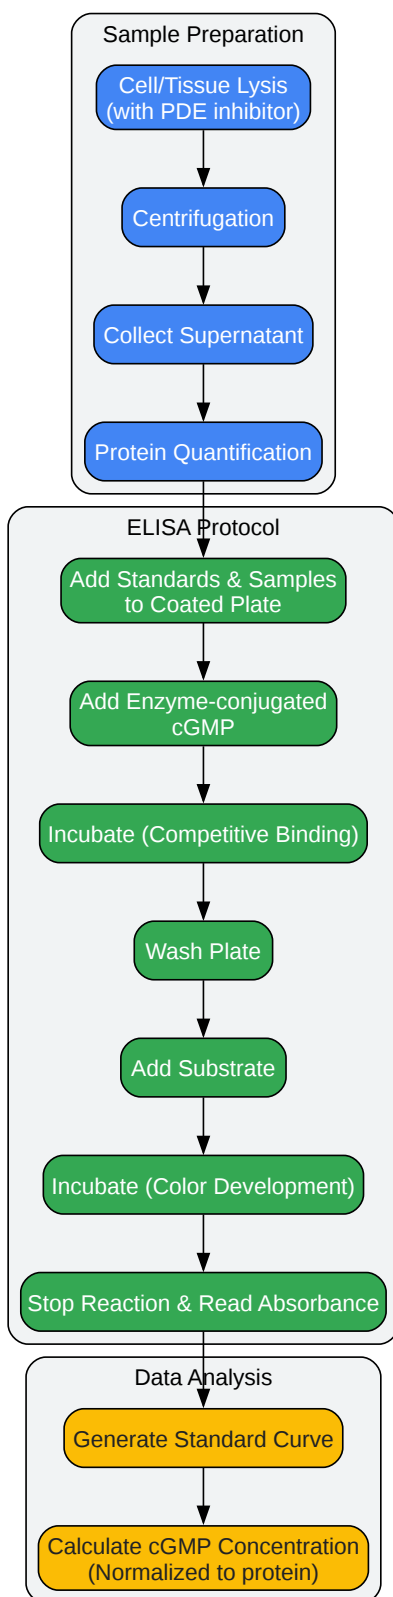 Sample Preparation
Cell/Tissue Lysis
(with PDE inhibitor)
Centrifugation
Collect Supernatant
Protein Quantification
ELISA Protocol
Add Standards & Samples
to Coated Plate
Add Enzyme-conjugated
cGMP
Incubate (Competitive Binding)
Wash Plate
Add Substrate
Incubate (Color Development)
Stop Reaction & Read Absorbance
Data Analysis
Generate Standard Curve
Calculate cGMP Concentration
(Normalized to protein)